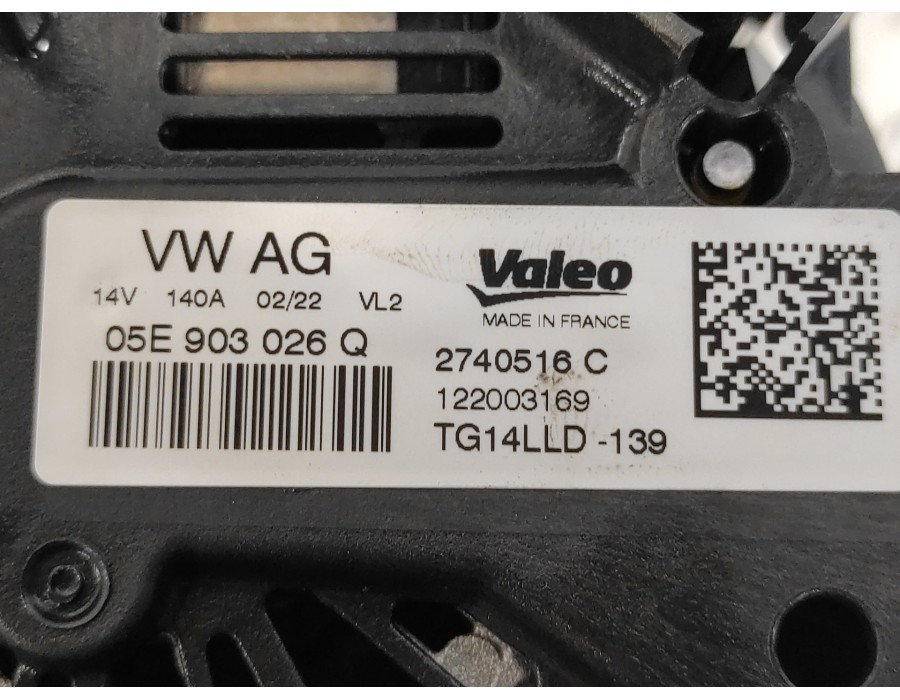 VW AG
14V 140A 02/22 VL2
05E 903 026 Q
Valeo
MADE IN FRANCE
2740516 C
122003169
TG14LLD -139